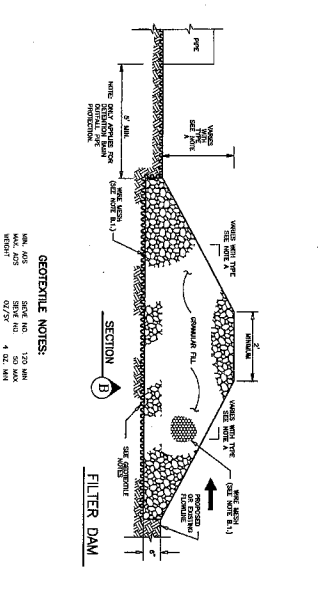 PIPE
VARIES
WITH
TYPE
SEE NOTE
A
5' MIN.
NOTE: ONLY APPLIES FOR
DETENTION BASIN
OUTFALL PIPE
PROTECTION.
WIRE MESH
(SEE NOTE B.1.)
VARIES WITH TYPE
SEE NOTE A
2'
MINIMUM
GRANULAR FILL
VARIES WITH TYPE
SEE NOTE A
WIRE MESH
(SEE NOTE B.1.)
PROPOSED
OR EXISTING
FLOWLINE
6"
SEE GEOTEXTILE
NOTES
SECTION
B
FILTER DAM
GEOTEXTILE NOTES:
MIN. AOS SIEVE NO. 120 MIN
MAX. AOS SIEVE NO. 50 MAX
WEIGHT OZ/SY 4 OZ. MIN